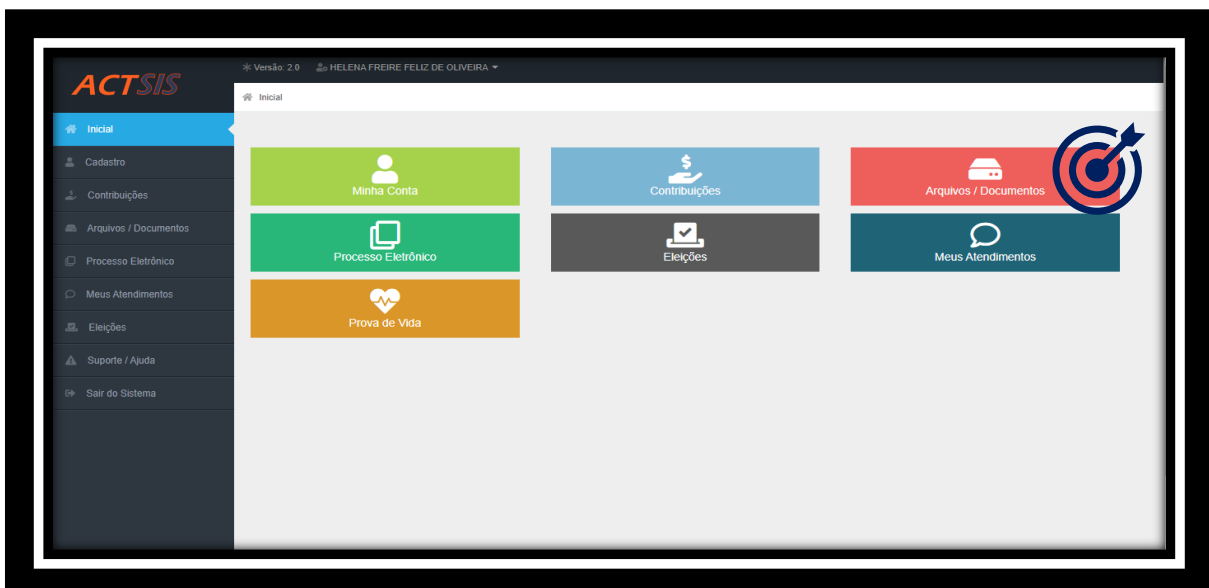 ACTSIS
Versão: 2.0 HELENA FREIRE FELIZ DE OLIVEIRA
Inicial
Inicial
Cadastro
Contribuições
Arquivos / Documentos
Processo Eletrônico
Meus Atendimentos
Eleições
Suporte / Ajuda
Sair do Sistema
Minha Conta
Contribuições
Arquivos / Documentos
Processo Eletrônico
Eleições
Meus Atendimentos
Prova de Vida